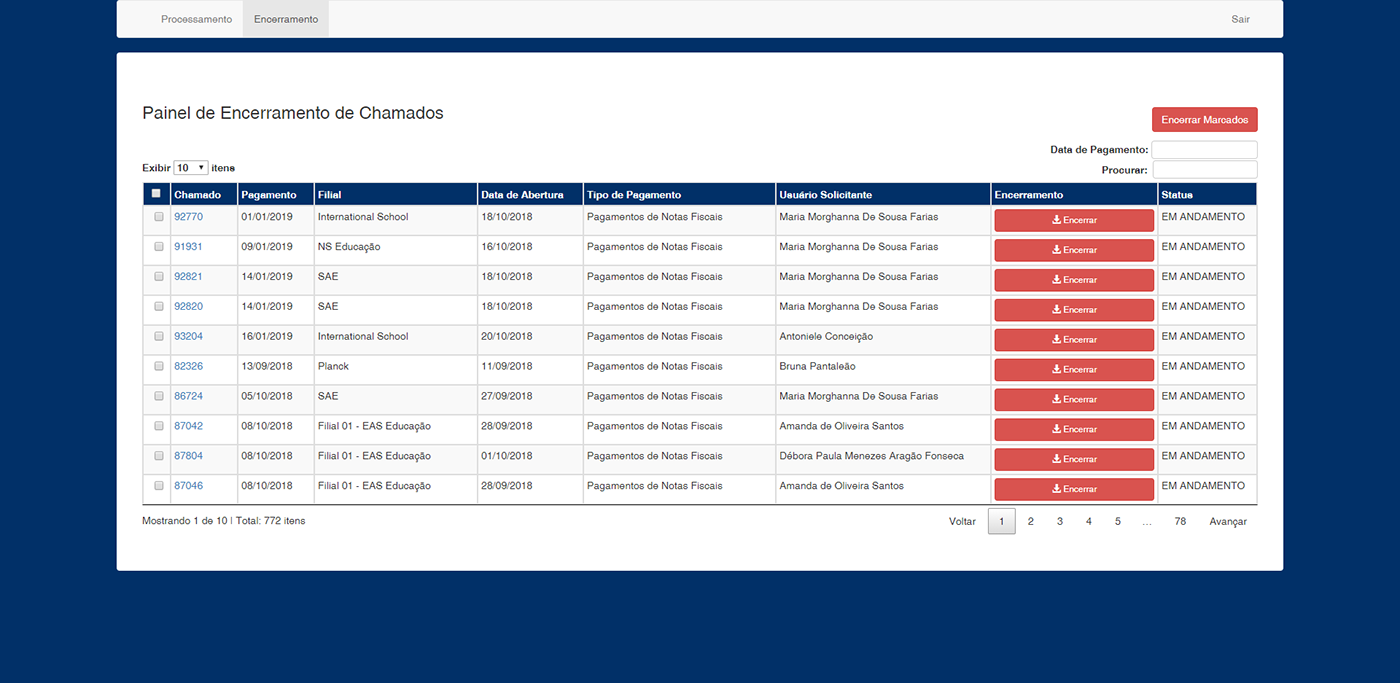 Processamento Encerramento Sair
Painel de Encerramento de Chamados
Encerrar Marcados
Data de Pagamento:
Exibir 10 itens
Procurar:
Chamado Pagamento Filial Data de Abertura Tipo de Pagamento Usuário Solicitante Encerramento Status
92770 01/01/2019 International School 18/10/2018 Pagamentos de Notas Fiscais Maria Morghanna De Sousa Farias Encerrar EM ANDAMENTO
91931 09/01/2019 NS Educação 16/10/2018 Pagamentos de Notas Fiscais Maria Morghanna De Sousa Farias Encerrar EM ANDAMENTO
92821 14/01/2019 SAE 18/10/2018 Pagamentos de Notas Fiscais Maria Morghanna De Sousa Farias Encerrar EM ANDAMENTO
92820 14/01/2019 SAE 18/10/2018 Pagamentos de Notas Fiscais Maria Morghanna De Sousa Farias Encerrar EM ANDAMENTO
93204 16/01/2019 International School 20/10/2018 Pagamentos de Notas Fiscais Antoniele Conceição Encerrar EM ANDAMENTO
82326 13/09/2018 Planck 11/09/2018 Pagamentos de Notas Fiscais Bruna Pantaleão Encerrar EM ANDAMENTO
86724 05/10/2018 SAE 27/09/2018 Pagamentos de Notas Fiscais Maria Morghanna De Sousa Farias Encerrar EM ANDAMENTO
87042 08/10/2018 Filial 01 - EAS Educação 28/09/2018 Pagamentos de Notas Fiscais Amanda de Oliveira Santos Encerrar EM ANDAMENTO
87804 08/10/2018 Filial 01 - EAS Educação 01/10/2018 Pagamentos de Notas Fiscais Débora Paula Menezes Aragão Fonseca Encerrar EM ANDAMENTO
87046 08/10/2018 Filial 01 - EAS Educação 28/09/2018 Pagamentos de Notas Fiscais Amanda de Oliveira Santos Encerrar EM ANDAMENTO
Mostrando 1 de 10 | Total: 772 itens Voltar 1 2 3 4 5 ... 78 Avançar